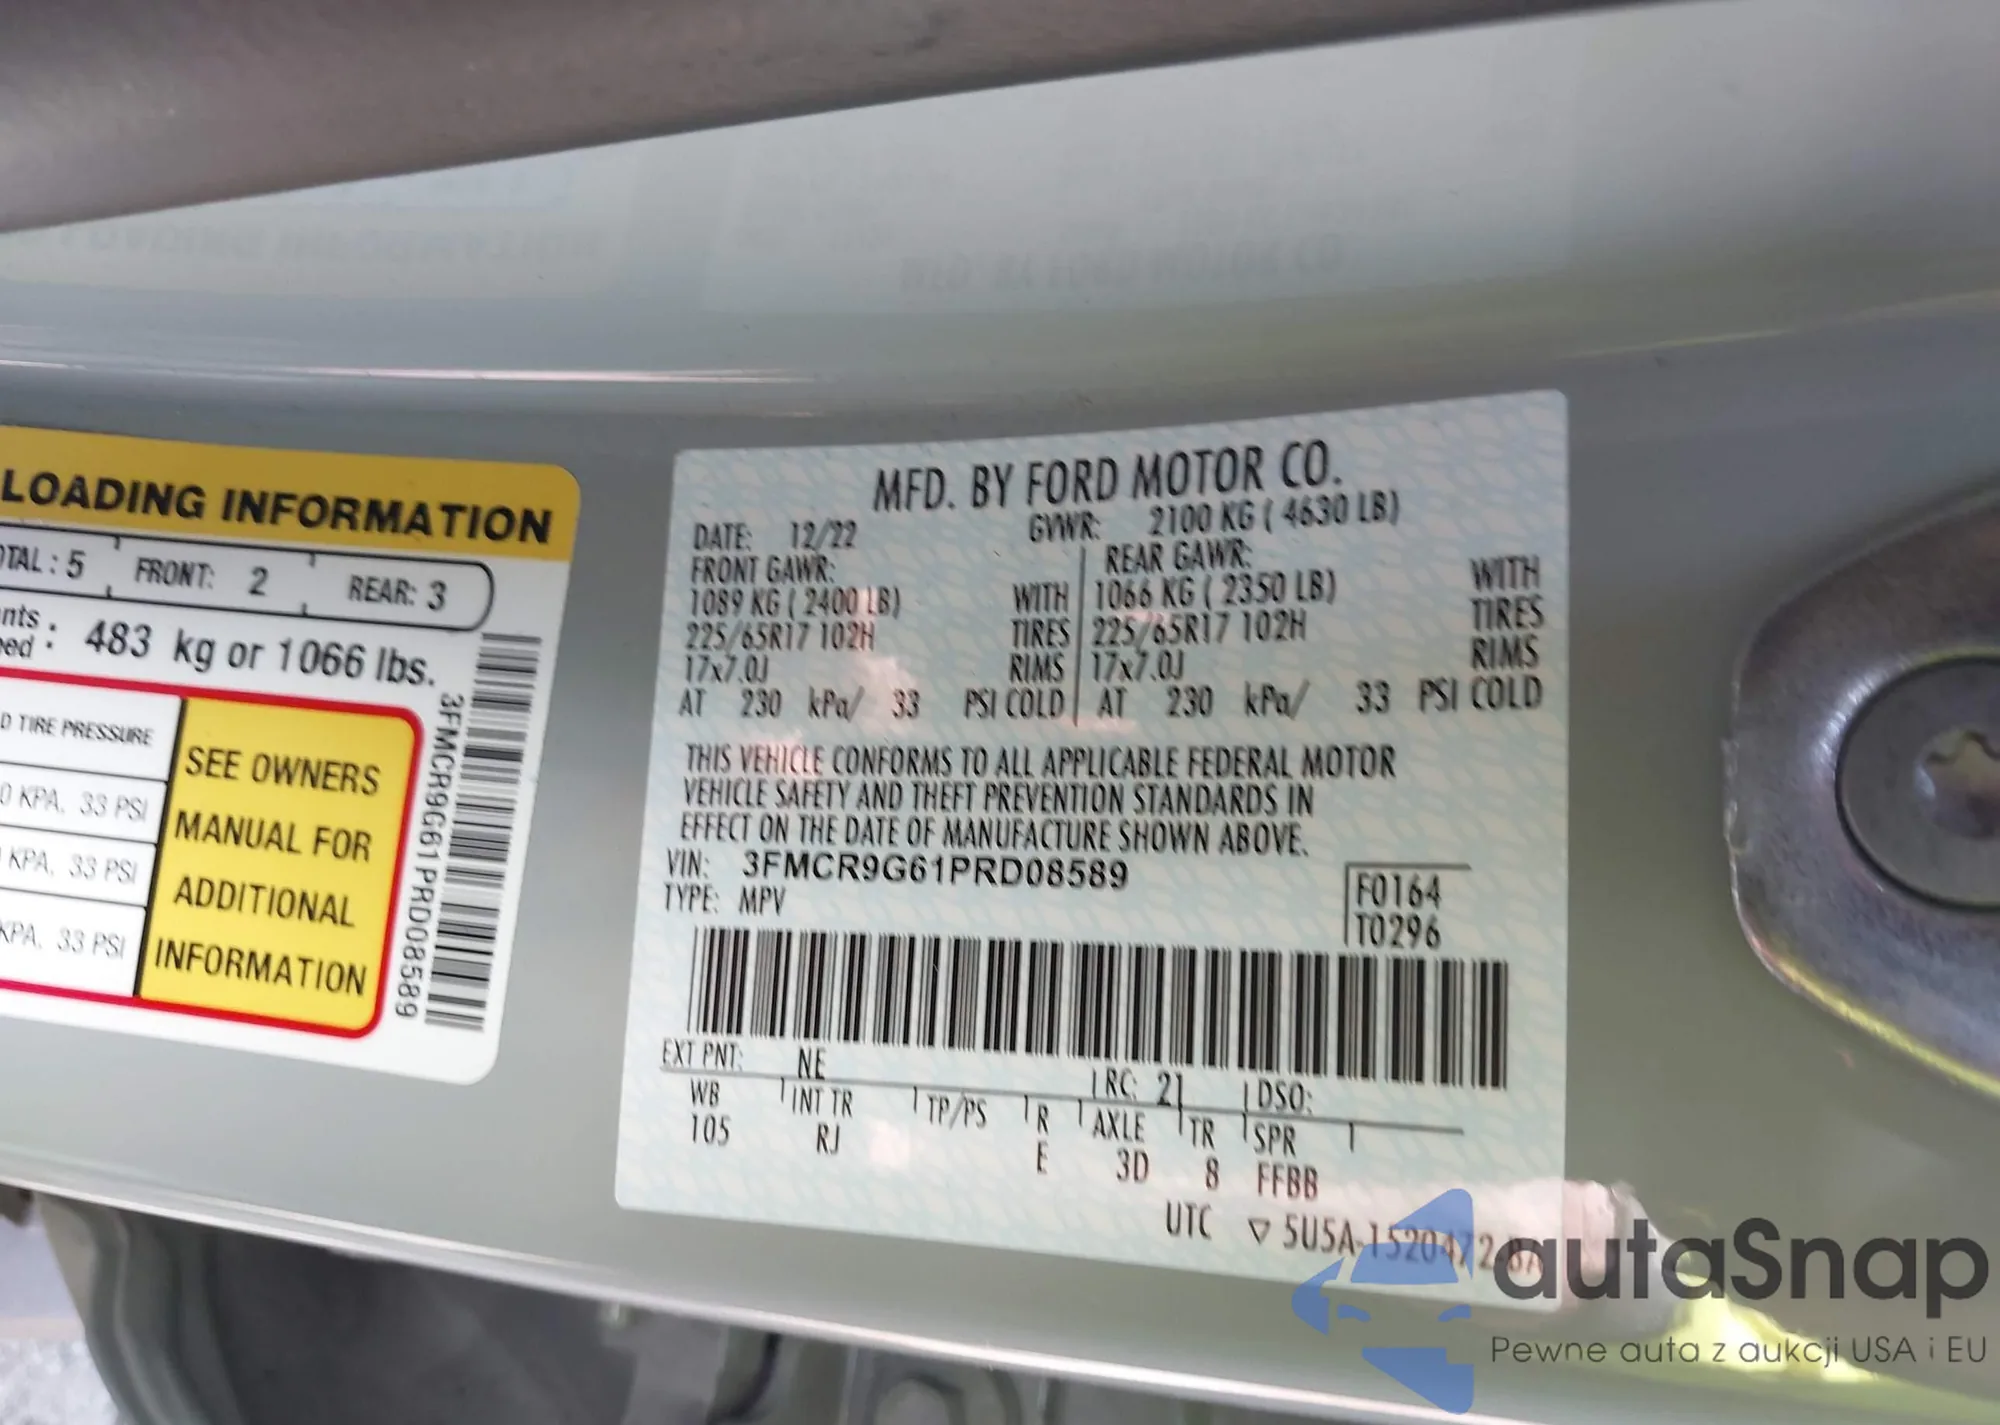 LOADING INFORMATION
OTAL : 5 FRONT: 2 REAR: 3
nts
ed : 483 kg or 1066 lbs.
D TIRE PRESSURE
0 KPA, 33 PSI
KPA, 33 PSI
KPA, 33 PSI
SEE OWNERS
MANUAL FOR
ADDITIONAL
INFORMATION
3FMCR9G61PRD08589
MFD. BY FORD MOTOR CO.
DATE: 12/22 GVWR: 2100 KG ( 4630 LB)
FRONT GAWR: REAR GAWR:
1089 KG ( 2400 LB) WITH 1066 KG ( 2350 LB) WITH
225/65R17 102H TIRES 225/65R17 102H TIRES
17x7.0J RIMS 17x7.0J RIMS
AT 230 kPa/ 33 PSI COLD AT 230 kPa/ 33 PSI COLD
THIS VEHICLE CONFORMS TO ALL APPLICABLE FEDERAL MOTOR
VEHICLE SAFETY AND THEFT PREVENTION STANDARDS IN
EFFECT ON THE DATE OF MANUFACTURE SHOWN ABOVE.
VIN: 3FMCR9G61PRD08589
TYPE: MPV
F0164
T0296
EXT PNT: NE RC: 21 DSO:
WB INT TR TP/PS R AXLE TR SPR
105 RJ E 3D 8 FFBB
UTC ▽ 5U5A-1520472-
autaSnap
Pewne auta z aukcji USA i EU